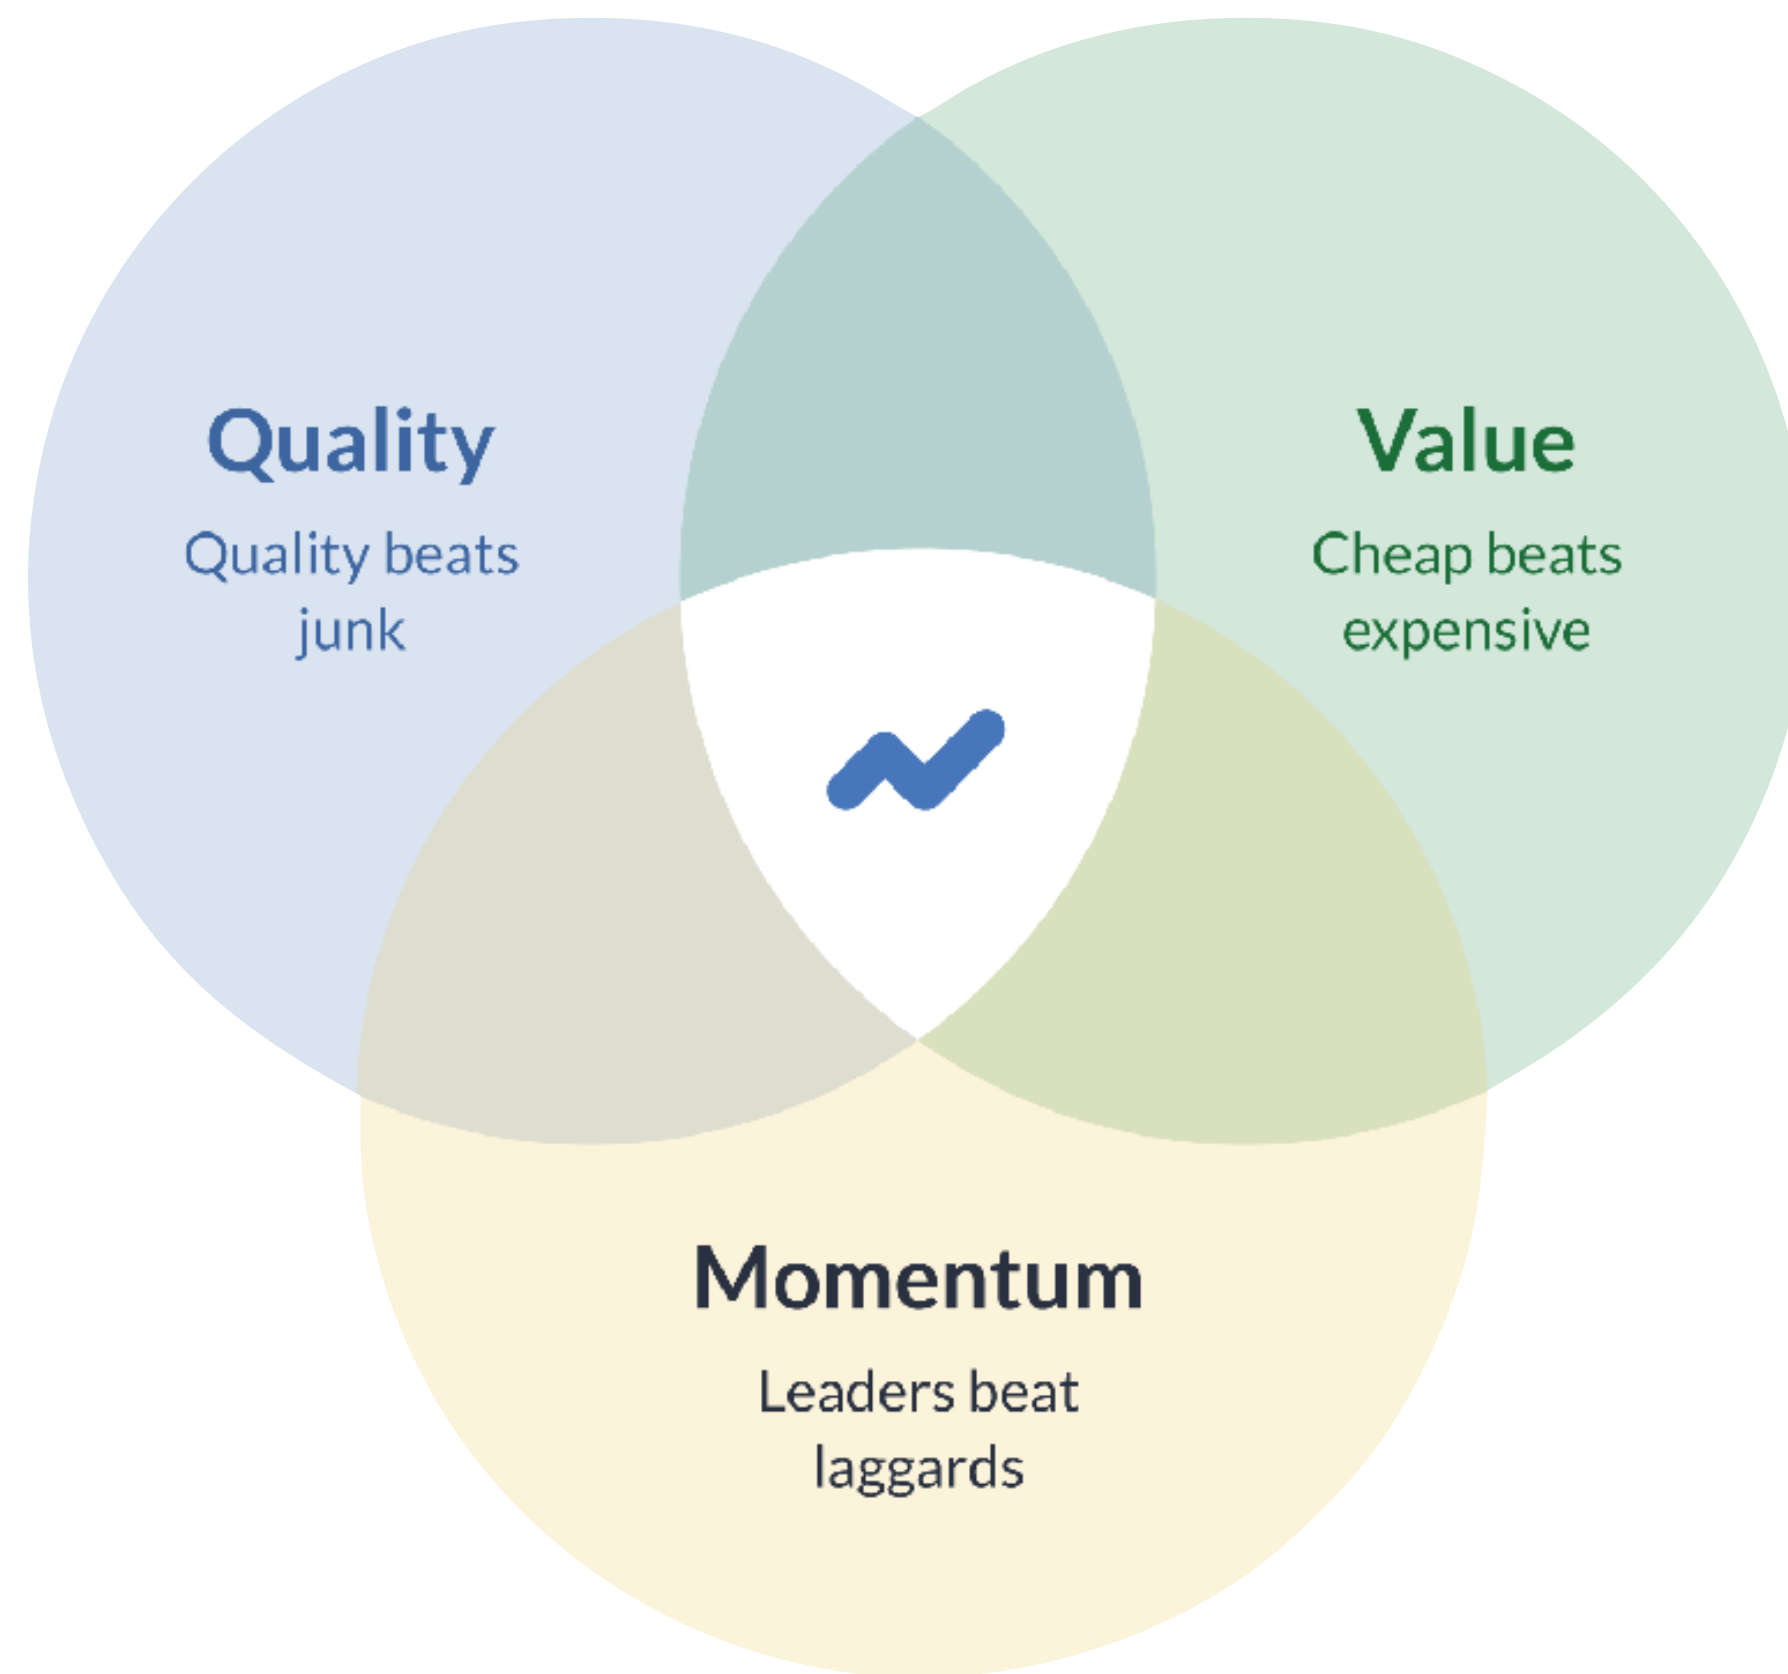 Quality
Quality beats
junk
Value
Cheap beats
expensive
Momentum
Leaders beat
laggards